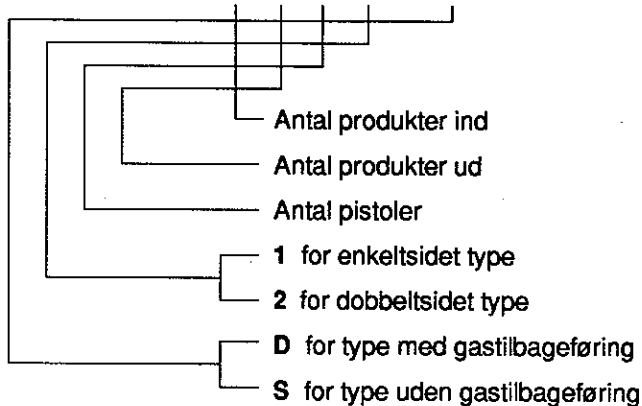 Antal produkter ind
Antal produkter ud
Antal pistoler
1 for enkeltsidet type
2 for dobbeltsidet type
D for type med gastilbageføring
S for type uden gastilbageføring